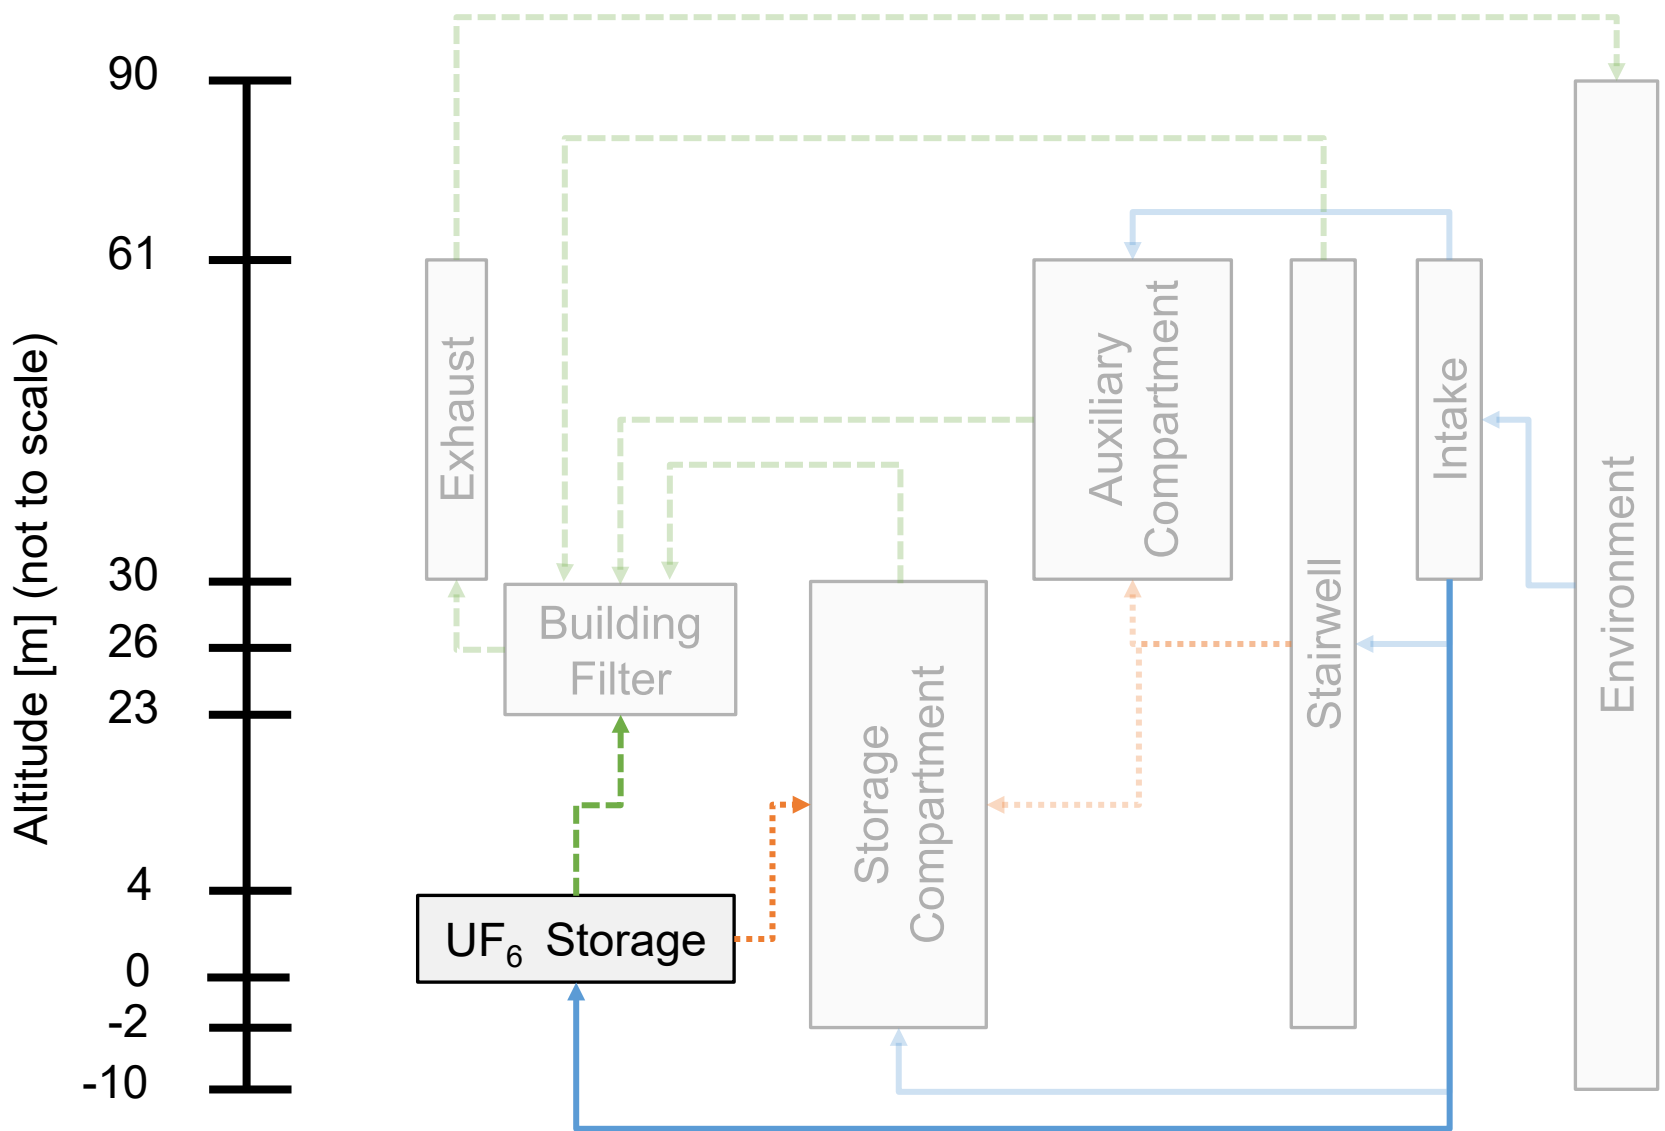 90
61
30
26
23
4
0
-2
-10
Altitude [m] (not to scale)
Exhaust
Building
Filter
UF₆ Storage
Storage
Compartment
Auxiliary
Compartment
Stairwell
Intake
Environment